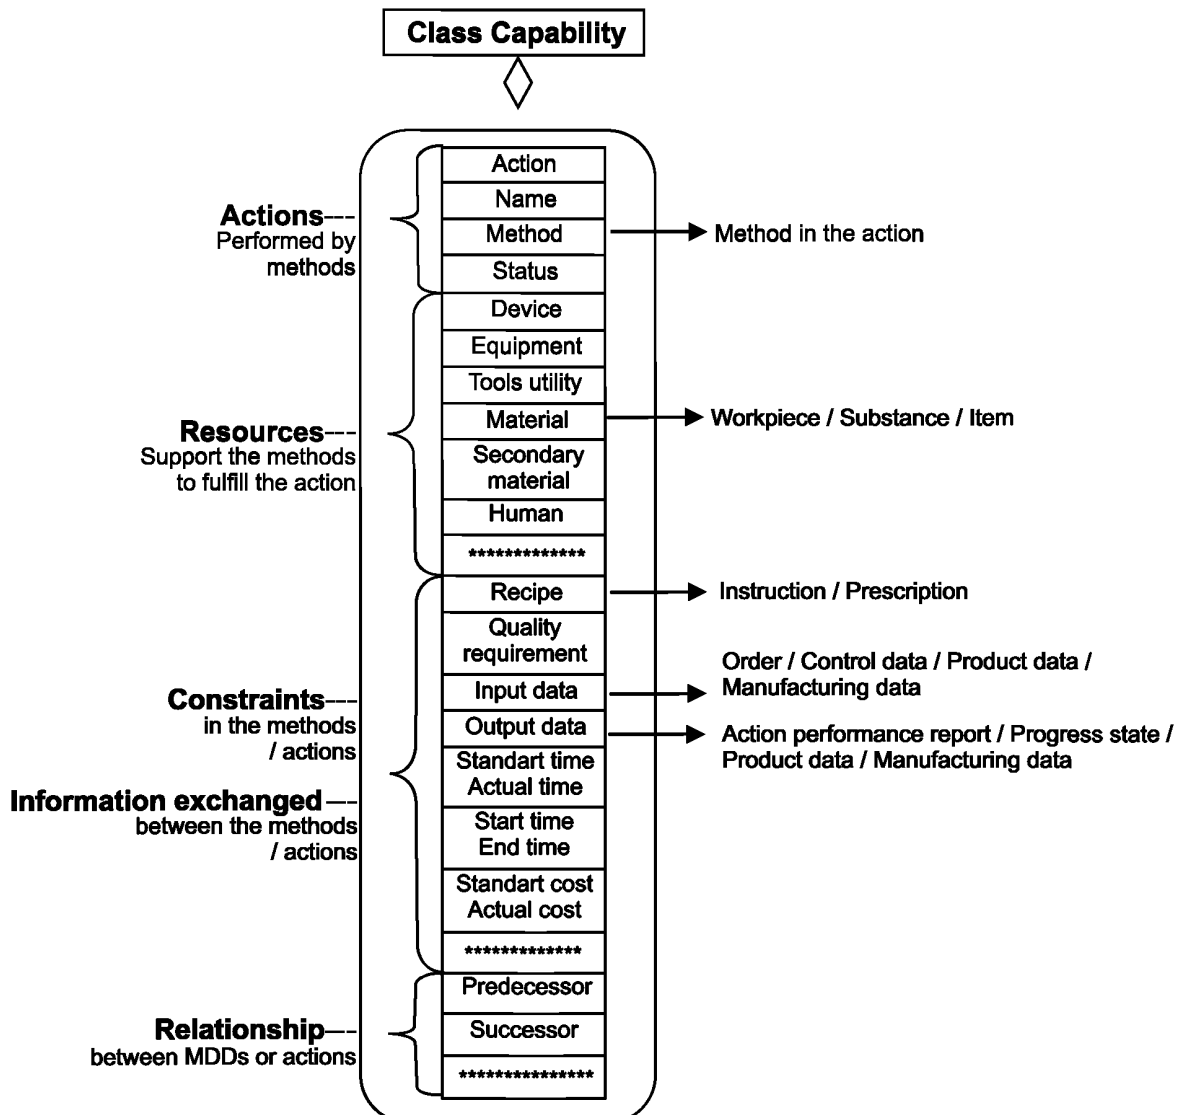 Class Capability
Actions---
Performed by
methods
Action
Name
Method
Status
Method in the action
Resources---
Support the methods
to fulfill the action
Device
Equipment
Tools utility
Material
Secondary
material
Human
*************
Workpiece / Substance / Item
Constraints---
in the methods
/ actions
Information exchanged---
between the methods
/ actions
Recipe
Quality
requirement
Input data
Output data
Standart time
Actual time
Start time
End time
Standart cost
Actual cost
*************
Instruction / Prescription
Order / Control data / Product data /
Manufacturing data
Action performance report / Progress state /
Product data / Manufacturing data
Relationship---
between MDDs or actions
Predecessor
Successor
***************